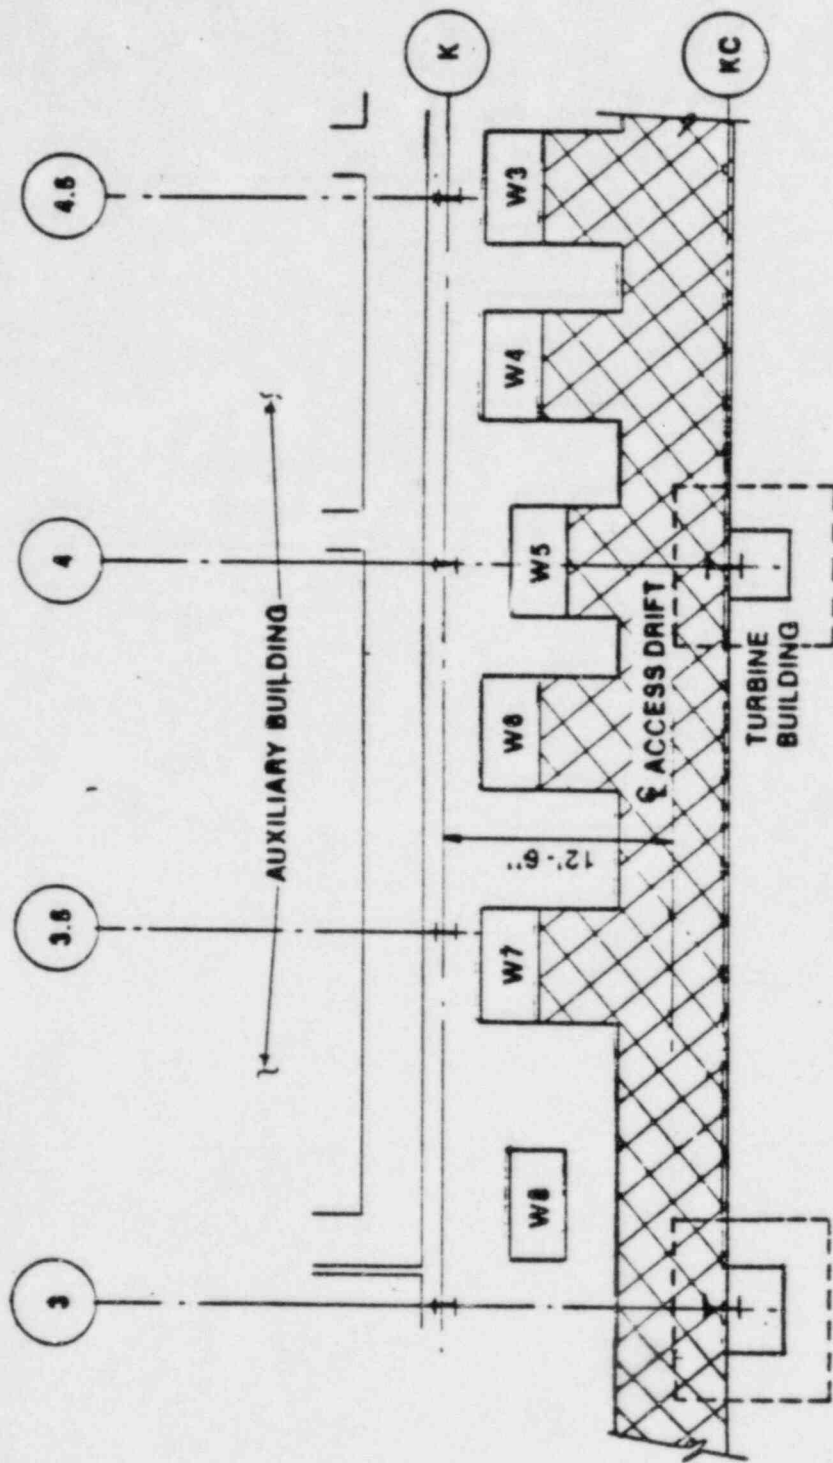 3
3.5
4
4.5
AUXILIARY BUILDING
K
W8
W7
W6
W5
W4
W3
12'-6"
℄ ACCESS DRIFT
KC
TURBINE
BUILDING